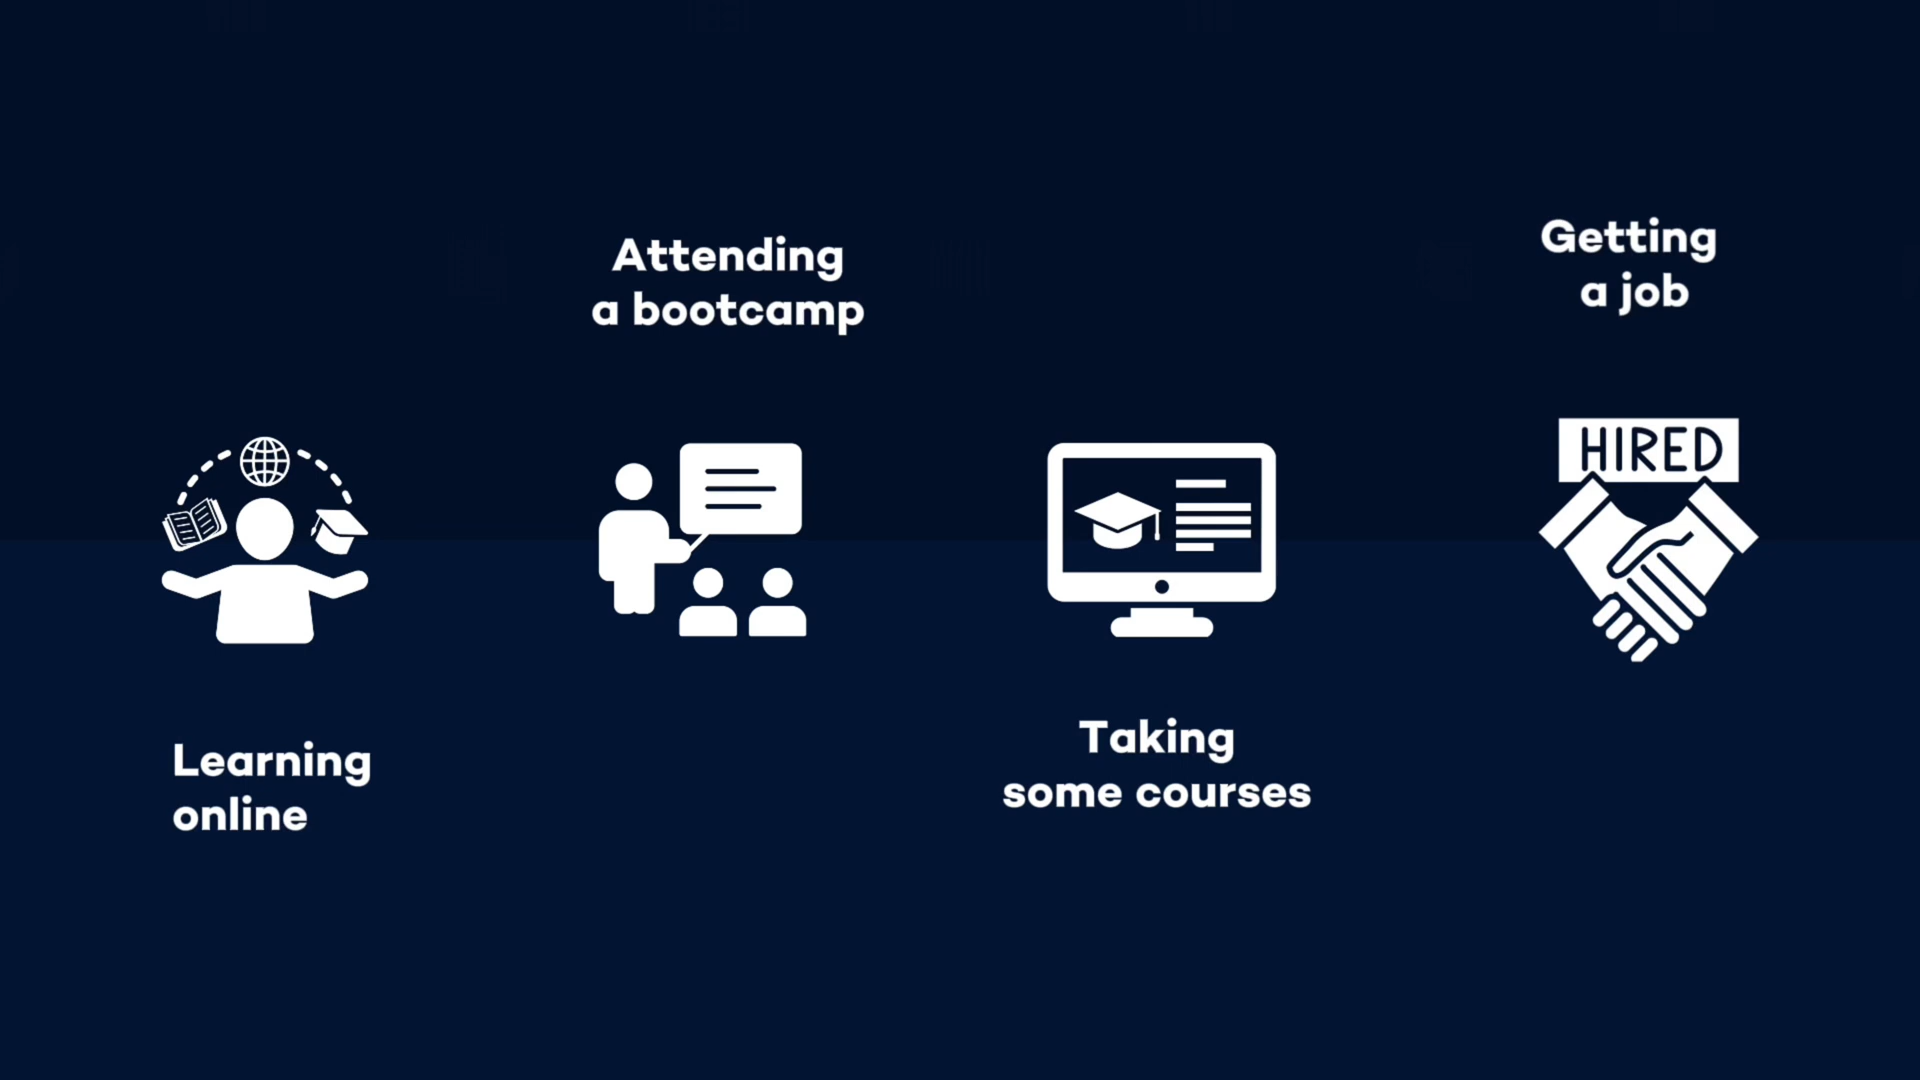 Learning
online
Attending
a bootcamp
Taking
some courses
Getting
a job
HIRED